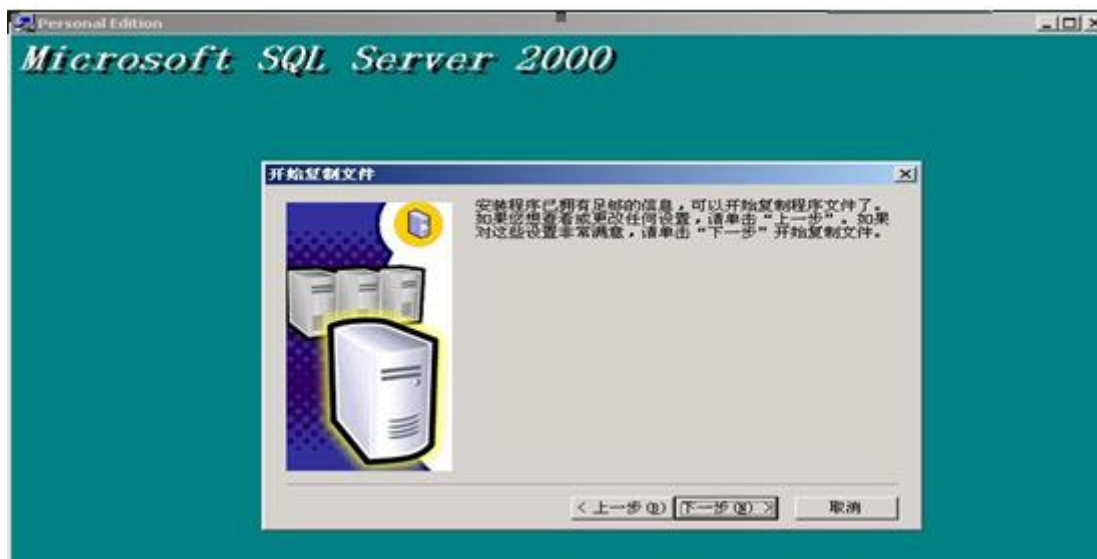 Personal Edition
Microsoft SQL Server 2000
开始复制文件
安装程序已拥有足够的信息，可以开始复制程序文件了。
如果您想查看或更改任何设置，请单击“上一步”。如果
对这些设置非常满意，请单击“下一步”开始复制文件。
< 上一步(B) 下一步(N) > 取消